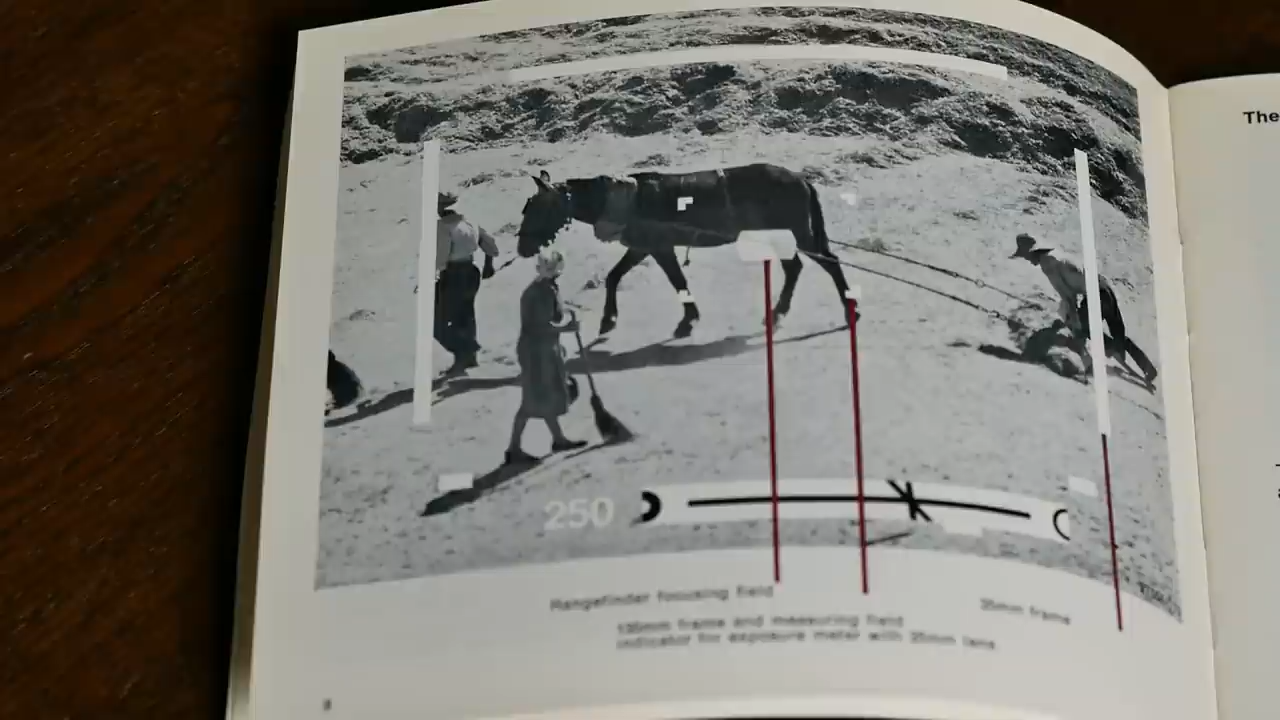 The
250
Rangefinder focusing field
35mm frame
135mm frame and measuring field
indicator for exposure meter with 35mm lens
8